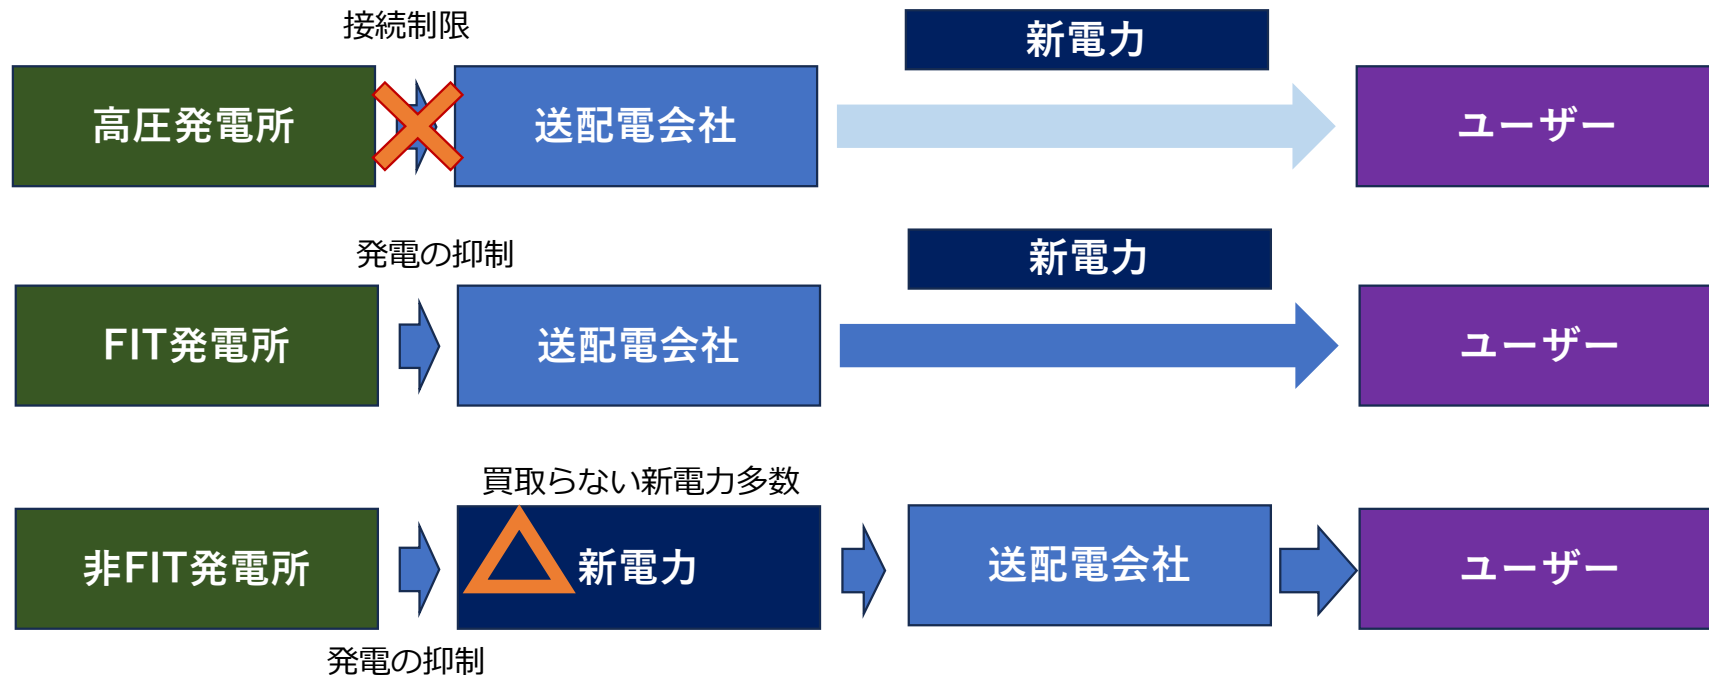 接続制限
新電力
高圧発電所
送配電会社
ユーザー
発電の抑制
新電力
FIT発電所
送配電会社
ユーザー
買取らない新電力多数
非FIT発電所
新電力
送配電会社
ユーザー
発電の抑制